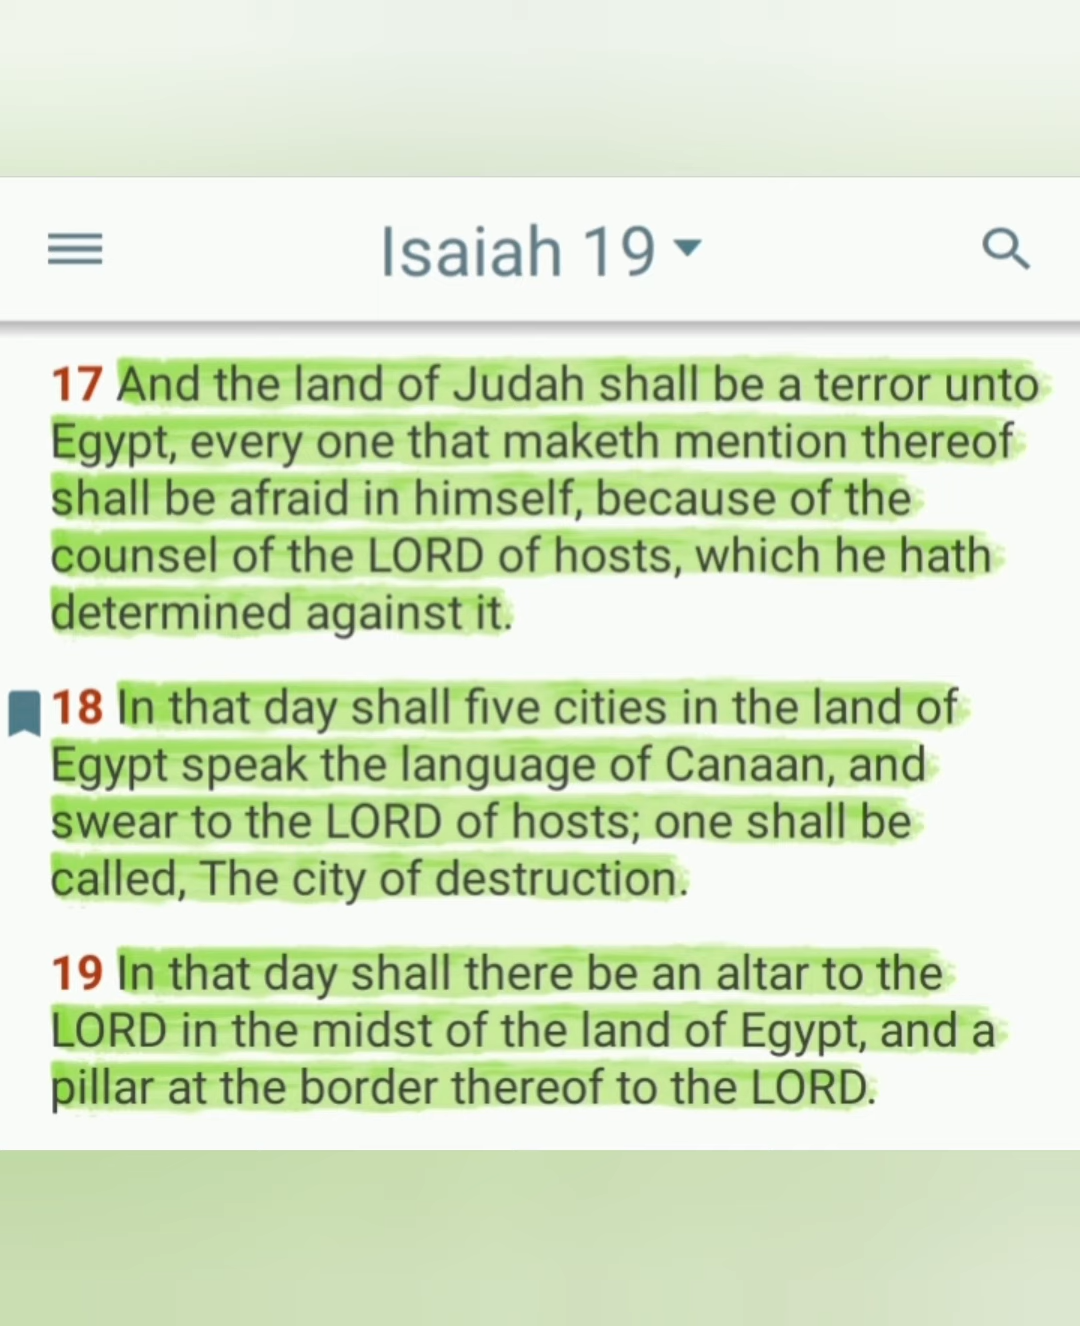 Isaiah 19
17 And the land of Judah shall be a terror unto
Egypt, every one that maketh mention thereof
shall be afraid in himself, because of the
counsel of the LORD of hosts, which he hath
determined against it.
18 In that day shall five cities in the land of
Egypt speak the language of Canaan, and
swear to the LORD of hosts; one shall be
called, The city of destruction.
19 In that day shall there be an altar to the
LORD in the midst of the land of Egypt, and a
pillar at the border thereof to the LORD.